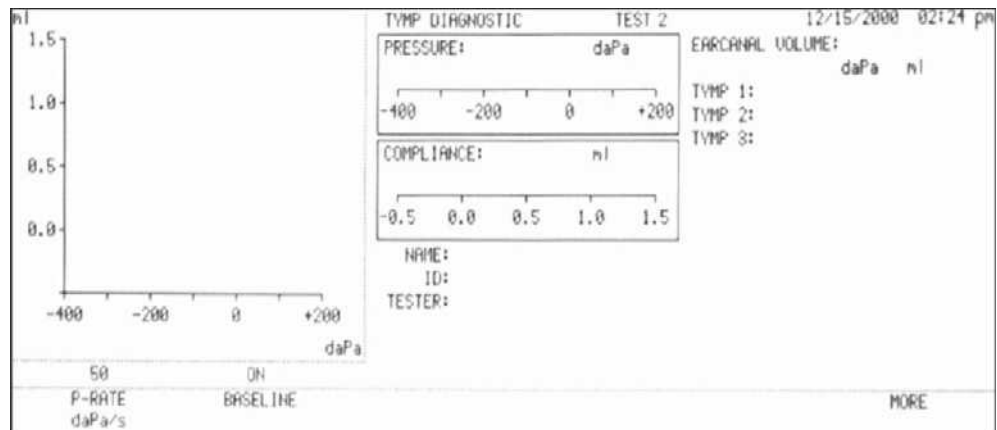 ml
1.5
1.0
0.5
0.0
-400 -200 0 +200
daPa
TYMP DIAGNOSTIC TEST 2 12/15/2000 02:24 pm
PRESSURE: daPa
-400 -200 0 +200
COMPLIANCE: ml
-0.5 0.0 0.5 1.0 1.5
NAME:
ID:
TESTER:
EARCANAL VOLUME:
daPa ml
TYMP 1:
TYMP 2:
TYMP 3:
50 ON
P-RATE BASELINE MORE
daPa/s